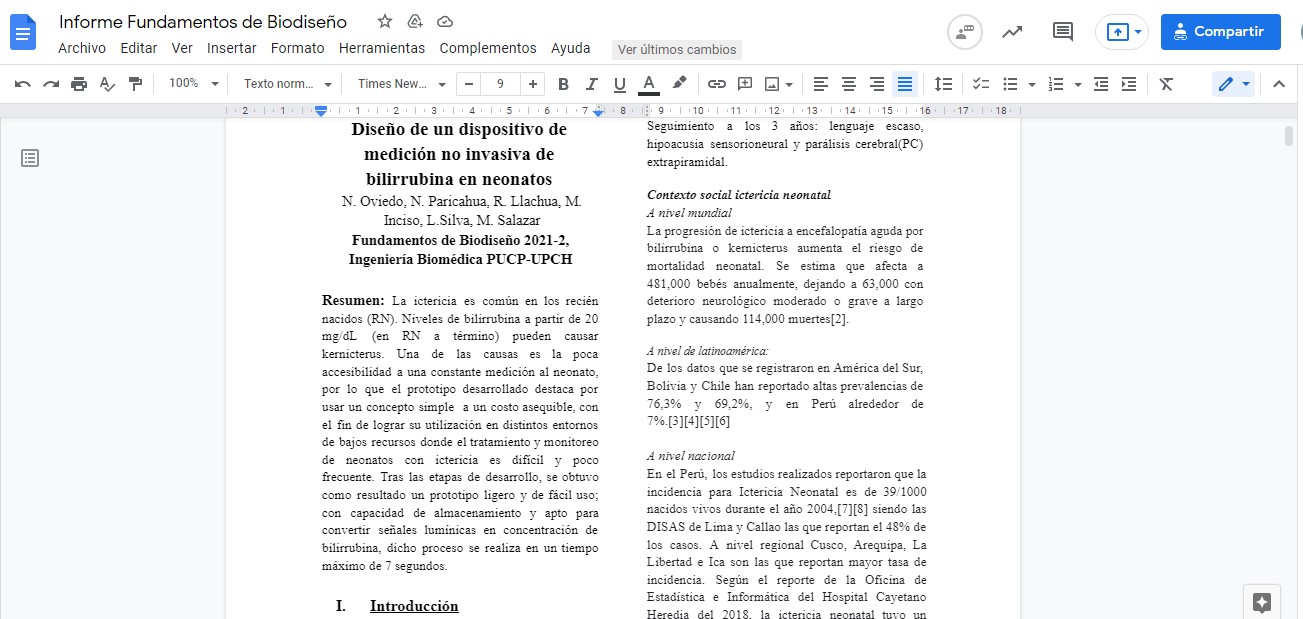 Informe Fundamentos de Biodiseño
Archivo Editar Ver Insertar Formato Herramientas Complementos Ayuda Ver últimos cambios
Compartir
100% Texto norm... Times New... − 9 + B I U A
2 1 1 2 3 4 5 6 7 8 9 10 11 12 13 14 15 16 17 18
Diseño de un dispositivo de
medición no invasiva de
bilirrubina en neonatos
N. Oviedo, N. Paricahua, R. Llachua, M.
Inciso, L.Silva, M. Salazar
Fundamentos de Biodiseño 2021-2,
Ingeniería Biomédica PUCP-UPCH
Resumen: La ictericia es común en los recién
nacidos (RN). Niveles de bilirrubina a partir de 20
mg/dL (en RN a término) pueden causar
kernicterus. Una de las causas es la poca
accesibilidad a una constante medición al neonato,
por lo que el prototipo desarrollado destaca por
usar un concepto simple a un costo asequible, con
el fin de lograr su utilización en distintos entornos
de bajos recursos donde el tratamiento y monitoreo
de neonatos con ictericia es difícil y poco
frecuente. Tras las etapas de desarrollo, se obtuvo
como resultado un prototipo ligero y de fácil uso;
con capacidad de almacenamiento y apto para
convertir señales lumínicas en concentración de
bilirrubina, dicho proceso se realiza en un tiempo
máximo de 7 segundos.
I. Introducción
Seguimiento a los 3 años: lenguaje escaso,
hipoacusia sensorioneural y parálisis cerebral(PC)
extrapiramidal.
Contexto social ictericia neonatal
A nivel mundial
La progresión de ictericia a encefalopatía aguda por
bilirrubina o kernicterus aumenta el riesgo de
mortalidad neonatal. Se estima que afecta a
481,000 bebés anualmente, dejando a 63,000 con
deterioro neurológico moderado o grave a largo
plazo y causando 114,000 muertes[2].
A nivel de latinoamérica:
De los datos que se registraron en América del Sur,
Bolivia y Chile han reportado altas prevalencias de
76,3% y 69,2%, y en Perú alrededor de
7%.[3][4][5][6]
A nivel nacional
En el Perú, los estudios realizados reportaron que la
incidencia para Ictericia Neonatal es de 39/1000
nacidos vivos durante el año 2004,[7][8] siendo las
DISAS de Lima y Callao las que reportan el 48% de
los casos. A nivel regional Cusco, Arequipa, La
Libertad e Ica son las que reportan mayor tasa de
incidencia. Según el reporte de la Oficina de
Estadística e Informática del Hospital Cayetano
Heredia del 2018, la ictericia neonatal tuvo un